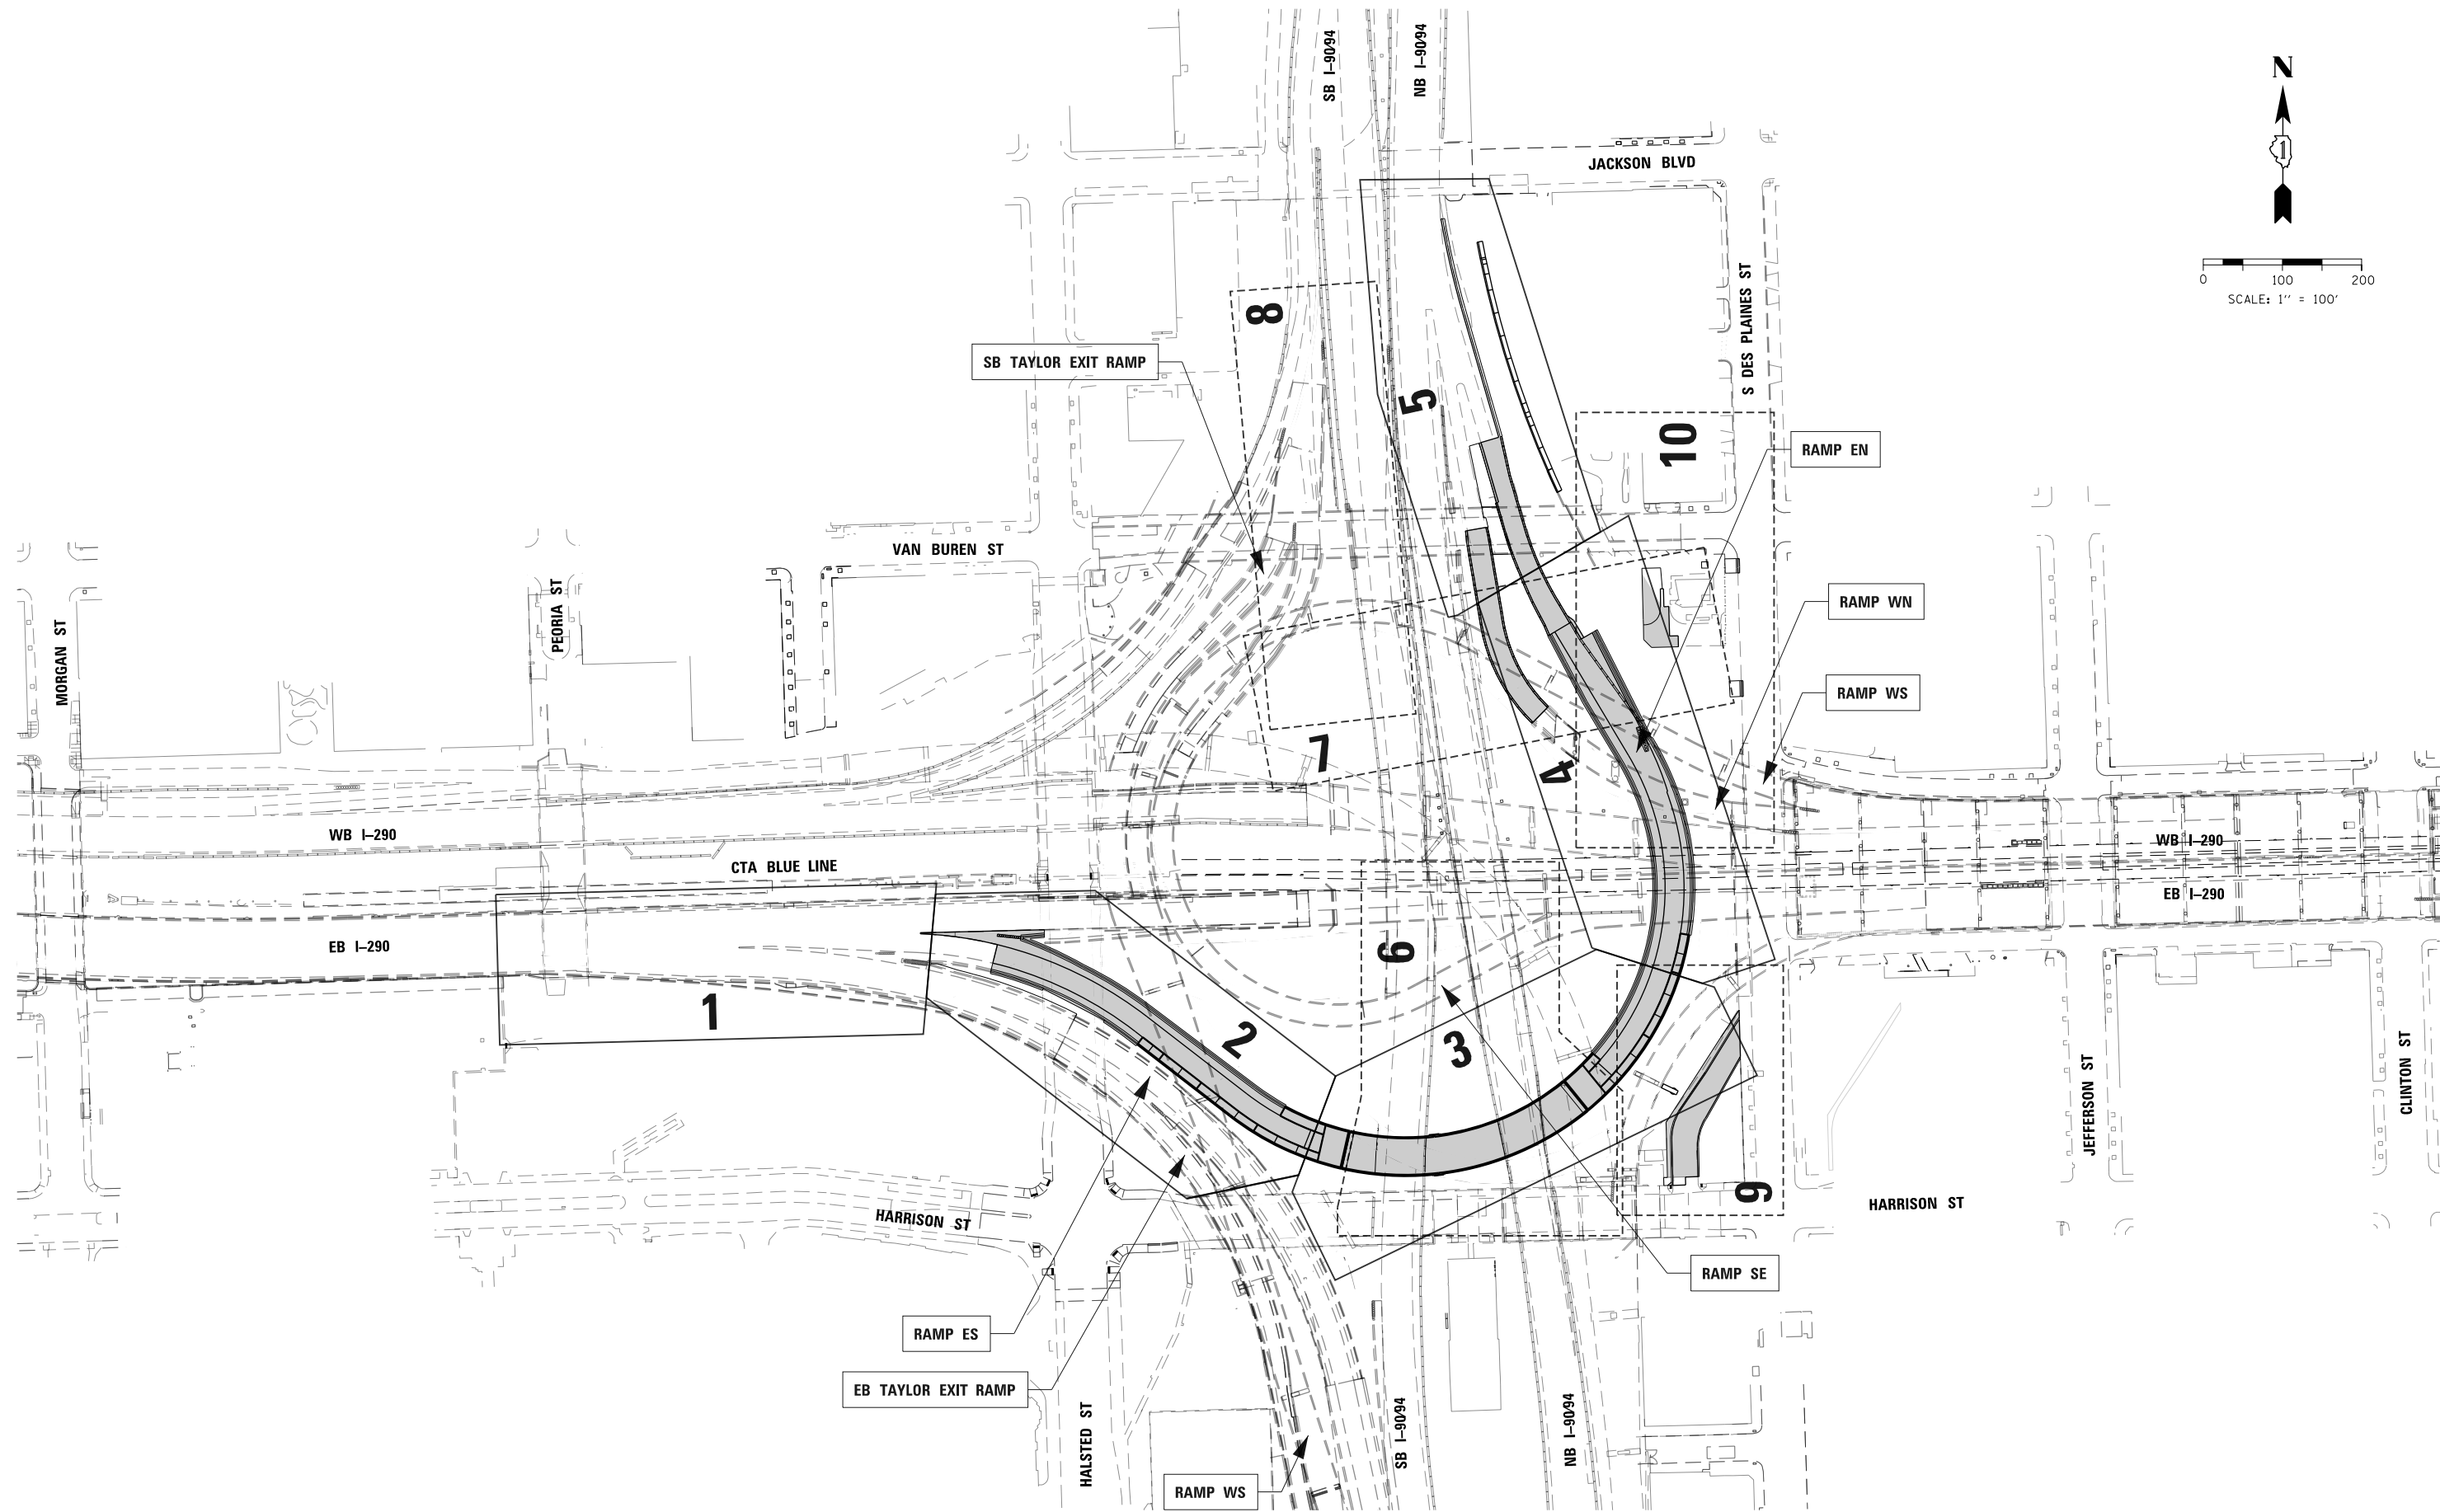 SB I-90/94
NB I-90/94
N
1
JACKSON BLVD
0 100 200
SCALE: 1'' = 100'
S DES PLAINES ST
8
SB TAYLOR EXIT RAMP
5
10
RAMP EN
VAN BUREN ST
PEORIA ST
MORGAN ST
RAMP WN
RAMP WS
7
4
WB I-290
CTA BLUE LINE
EB I-290
WB I-290
EB I-290
6
1
2
3
JEFFERSON ST
CLINTON ST
9
HARRISON ST
HARRISON ST
RAMP SE
RAMP ES
EB TAYLOR EXIT RAMP
HALSTED ST
SB I-90/94
NB I-90/94
RAMP WS